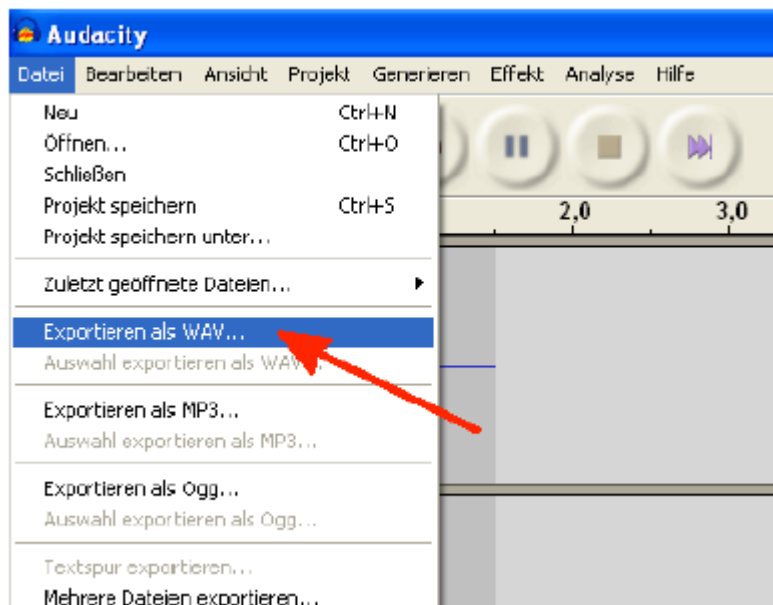 Audacity
Datei Bearbeiten Ansicht Projekt Generieren Effekt Analyse Hilfe
Neu Ctrl+N
Öffnen... Ctrl+O
Schließen
Projekt speichern Ctrl+S
Projekt speichern unter...
2,0 3,0
Zuletzt geöffnete Dateien...
Exportieren als WAV...
Auswahl exportieren als WAV...
Exportieren als MP3...
Auswahl exportieren als MP3...
Exportieren als Ogg...
Auswahl exportieren als Ogg...
Textspur exportieren...
Mehrere Dateien exportieren...